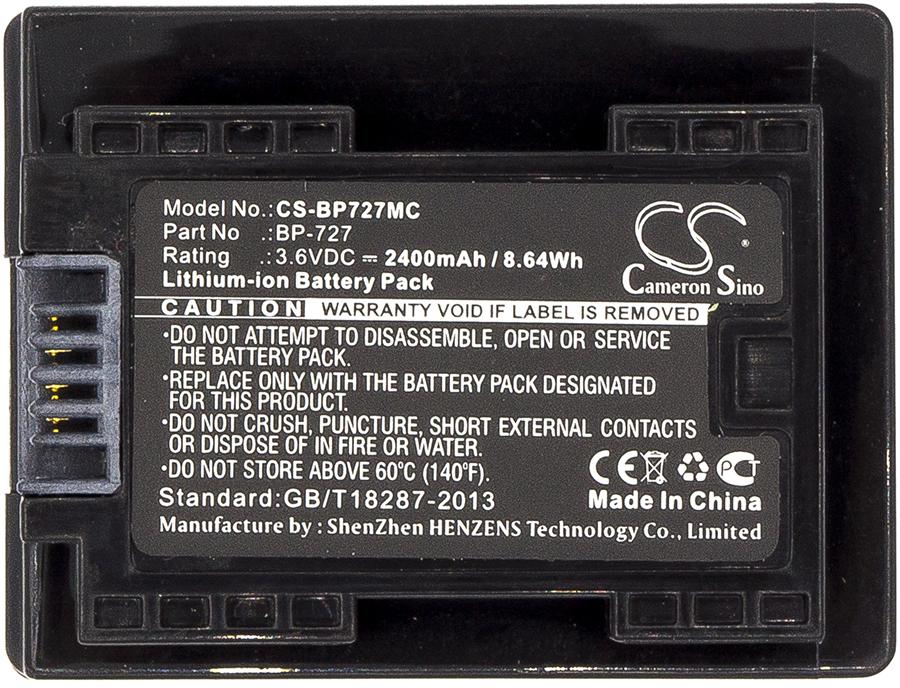 Model No.:CS-BP727MC
Part No .:BP-727
Rating .:3.6VDC ⎓ 2400mAh / 8.64Wh
Lithium-ion Battery Pack
CS
Cameron Sino
CAUTION WARRANTY VOID IF LABEL IS REMOVED
·DO NOT ATTEMPT TO DISASSEMBLE, OPEN OR SERVICE
THE BATTERY PACK.
·REPLACE ONLY WITH THE BATTERY PACK DESIGNATED
FOR THIS PRODUCT.
·DO NOT CRUSH, PUNCTURE, SHORT EXTERNAL CONTACTS
OR DISPOSE OF IN FIRE OR WATER.
·DO NOT STORE ABOVE 60°C (140°F).
CE PCT
Standard:GB/T18287-2013
Made In China
Manufacture by : ShenZhen HENZENS Technology Co., Limited